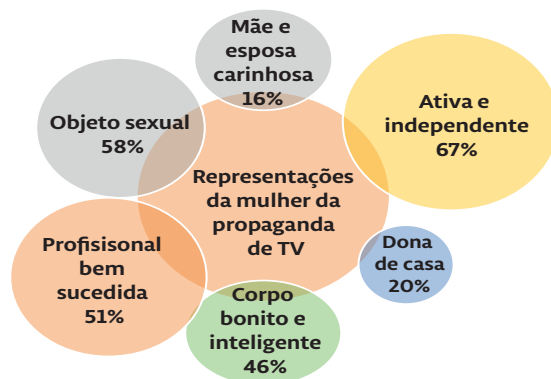 Mãe e
esposa
carinhosa
16%
Ativa e
independente
67%
Objeto sexual
58%
Representações
da mulher da
propaganda
de TV
Profisisonal
bem
sucedida
51%
Dona
de casa
20%
Corpo
bonito e
inteligente
46%